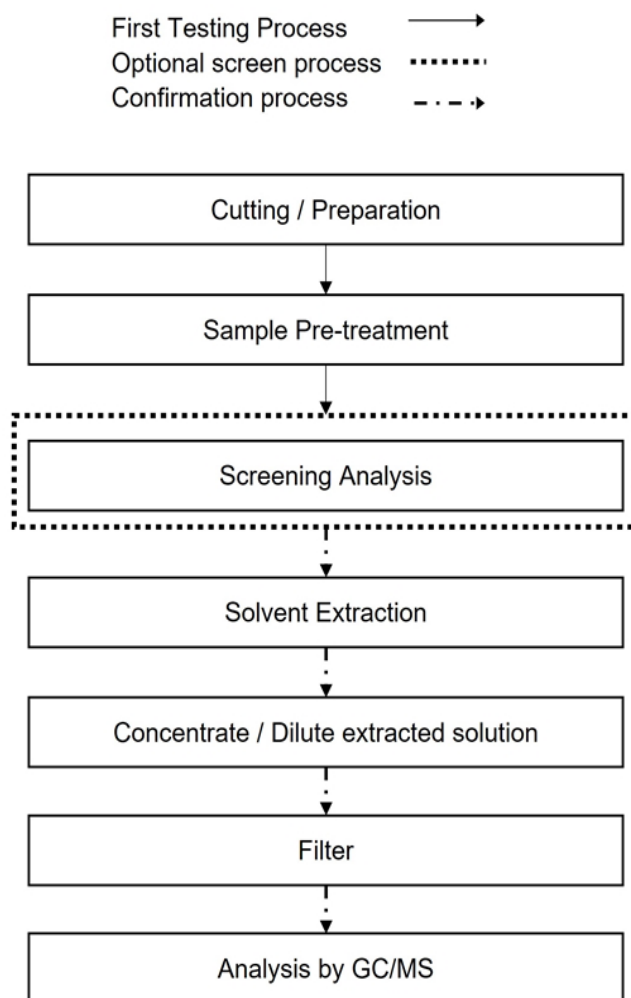 First Testing Process
Optional screen process
Confirmation process
Cutting / Preparation
Sample Pre-treatment
Screening Analysis
Solvent Extraction
Concentrate / Dilute extracted solution
Filter
Analysis by GC/MS